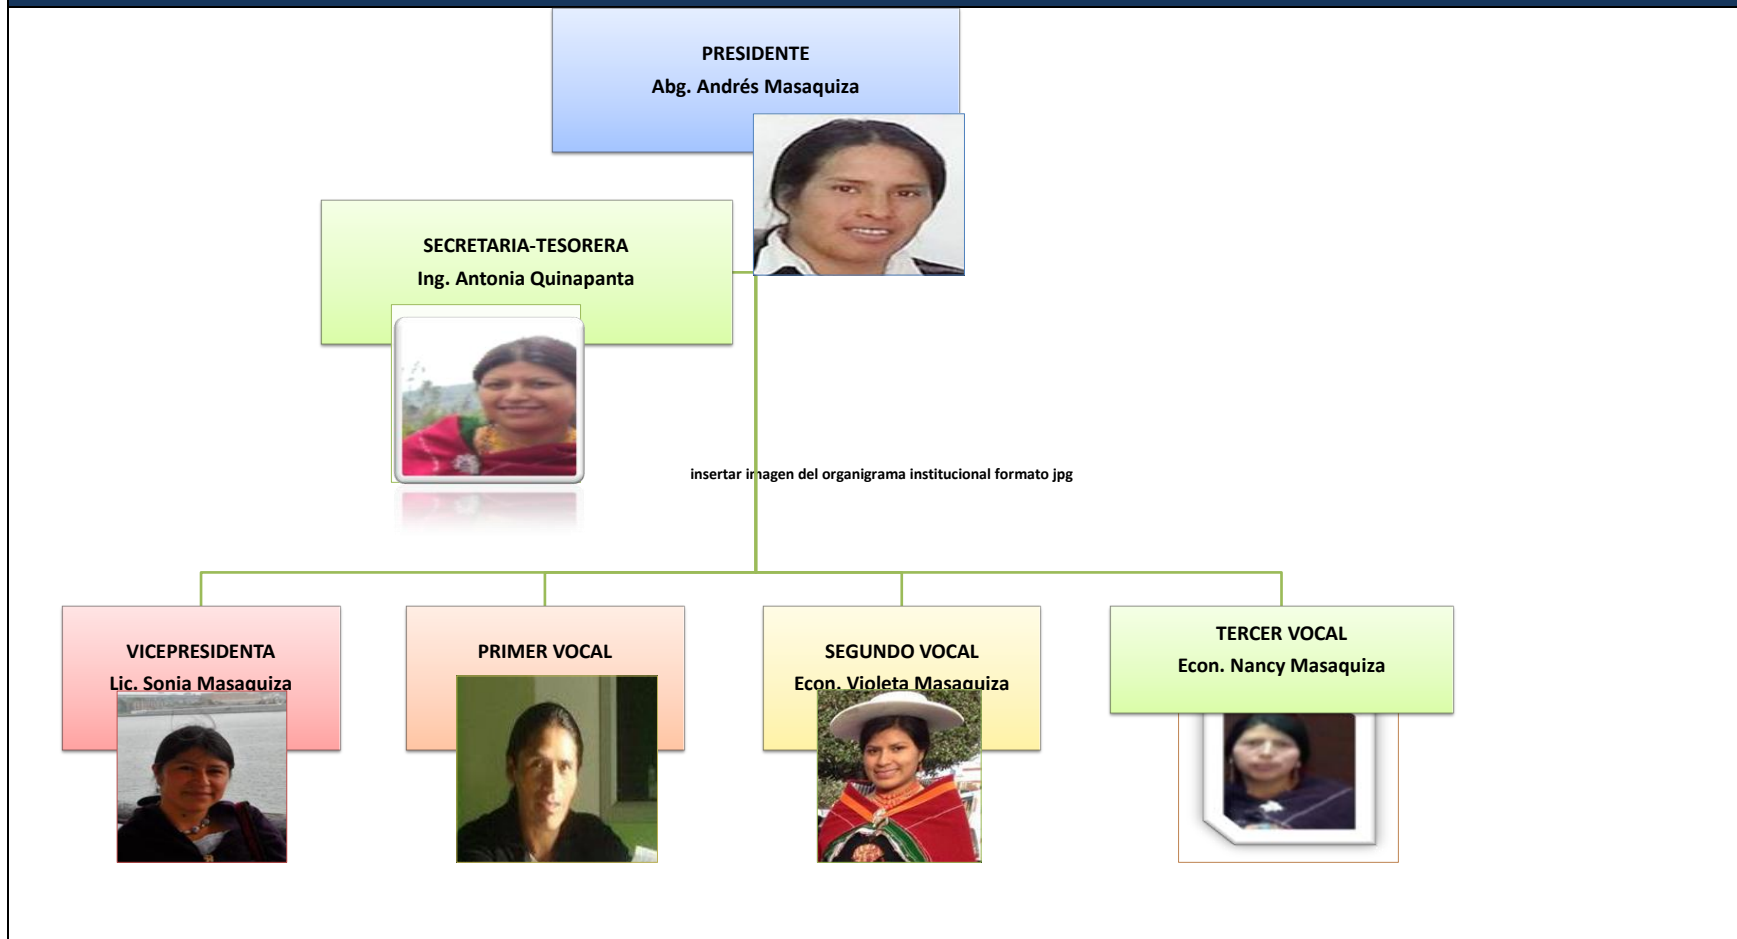 PRESIDENTE
Abg. Andrés Masaquiza
SECRETARIA-TESORERA
Ing. Antonia Quinapanta
insertar imagen del organigrama institucional formato jpg
VICEPRESIDENTA
Lic. Sonia Masaquiza
PRIMER VOCAL
SEGUNDO VOCAL
Econ. Violeta Masaquiza
TERCER VOCAL
Econ. Nancy Masaquiza